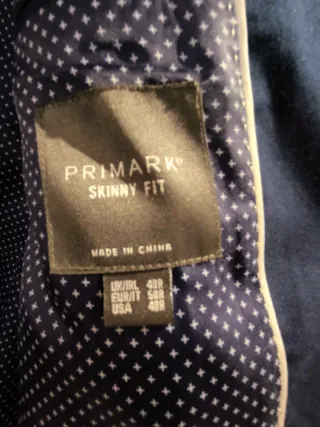 PRIMARK®
SKINNY FIT
MADE IN CHINA
UK/IRL 40R
EUR/IT 50R
USA 40R